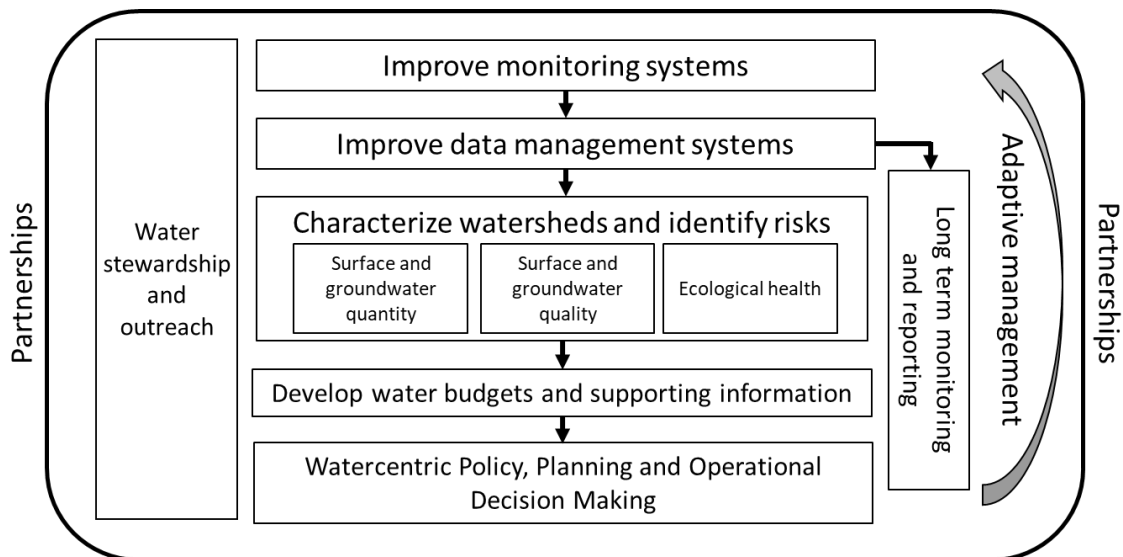 Partnerships
Water
stewardship
and
outreach
Improve monitoring systems
Improve data management systems
Characterize watersheds and identify risks
Surface and
groundwater
quantity
Surface and
groundwater
quality
Ecological health
Develop water budgets and supporting information
Watercentric Policy, Planning and Operational
Decision Making
Long term monitoring
and reporting
Adaptive management
Partnerships